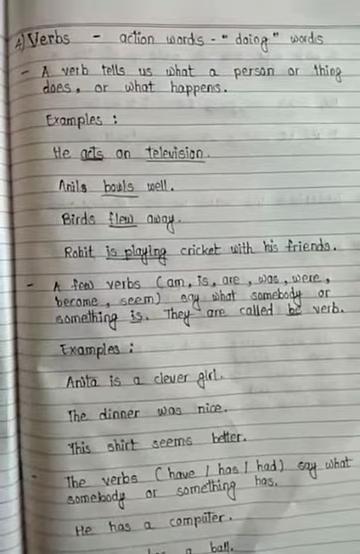 4) Verbs - action words - "doing" words
- A verb tells us what a person or thing
does, or what happens.
Examples :
He acts on television.
Anila bowls well.
Birds flew away.
Rohit is playing cricket with his friends.
- A few verbs (am, is, are, was, were,
become, seem) say what somebody or
something is. They are called be verb.
Examples :
Anita is a clever girl.
The dinner was nice.
This shirt seems better.
- The verbs (have / has / had) say what
somebody or something has.
He has a computer.
a ball.